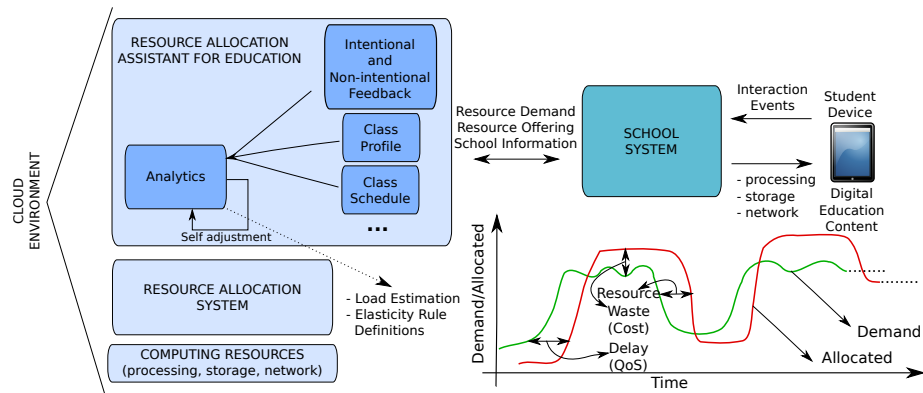 CLOUD
ENVIRONMENT
RESOURCE ALLOCATION
ASSISTANT FOR EDUCATION
Intentional
and
Non-intentional
Feedback
Class
Profile
Analytics
Class
Schedule
...
Self adjustment
RESOURCE ALLOCATION
SYSTEM
- Load Estimation
- Elasticity Rule
Definitions
COMPUTING RESOURCES
(processing, storage, network)
Resource Demand
Resource Offering
School Information
SCHOOL
SYSTEM
Interaction
Events
Student
Device
- processing
- storage
- network
Digital
Education
Content
Demand/Allocated
Resource
Waste
(Cost)
Delay
(QoS)
Demand
Allocated
Time